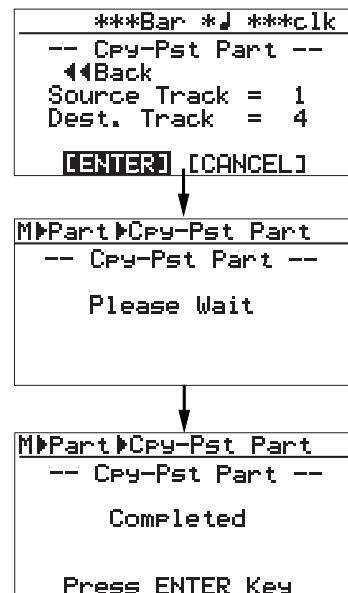 ***Bar *♩ ***clk
-- Cpy-Pst Part --
◀◀Back
Source Track = 1
Dest. Track = 4
[ENTER] [CANCEL]
M▶Part▶Cpy-Pst Part
-- Cpy-Pst Part --
Please Wait
M▶Part▶Cpy-Pst Part
-- Cpy-Pst Part --
Completed
Press ENTER Key